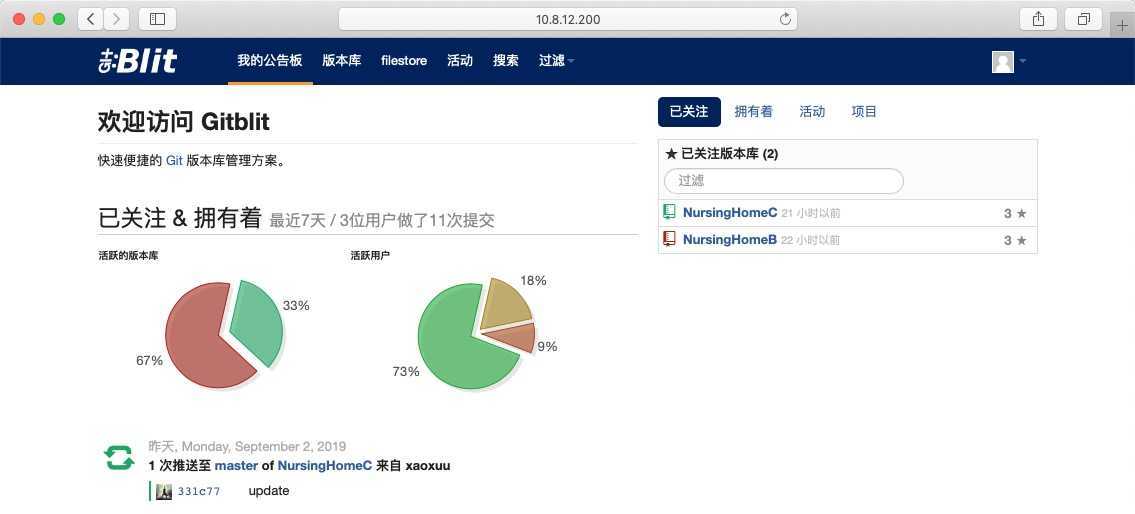 10.8.12.200
Blit
我的公告板 版本库 filestore 活动 搜索 过滤
欢迎访问 Gitblit
快速便捷的 Git 版本库管理方案。
已关注 & 拥有着 最近7天 / 3位用户做了11次提交
活跃的版本库 活跃用户
33%
67%
18%
9%
73%
昨天, Monday, September 2, 2019
1 次推送至 master of NursingHomeC 来自 xaoxuu
331c77 update
已关注 拥有着 活动 项目
★ 已关注版本库 (2)
过滤
NursingHomeC 21 小时以前 3 ★
NursingHomeB 22 小时以前 3 ★